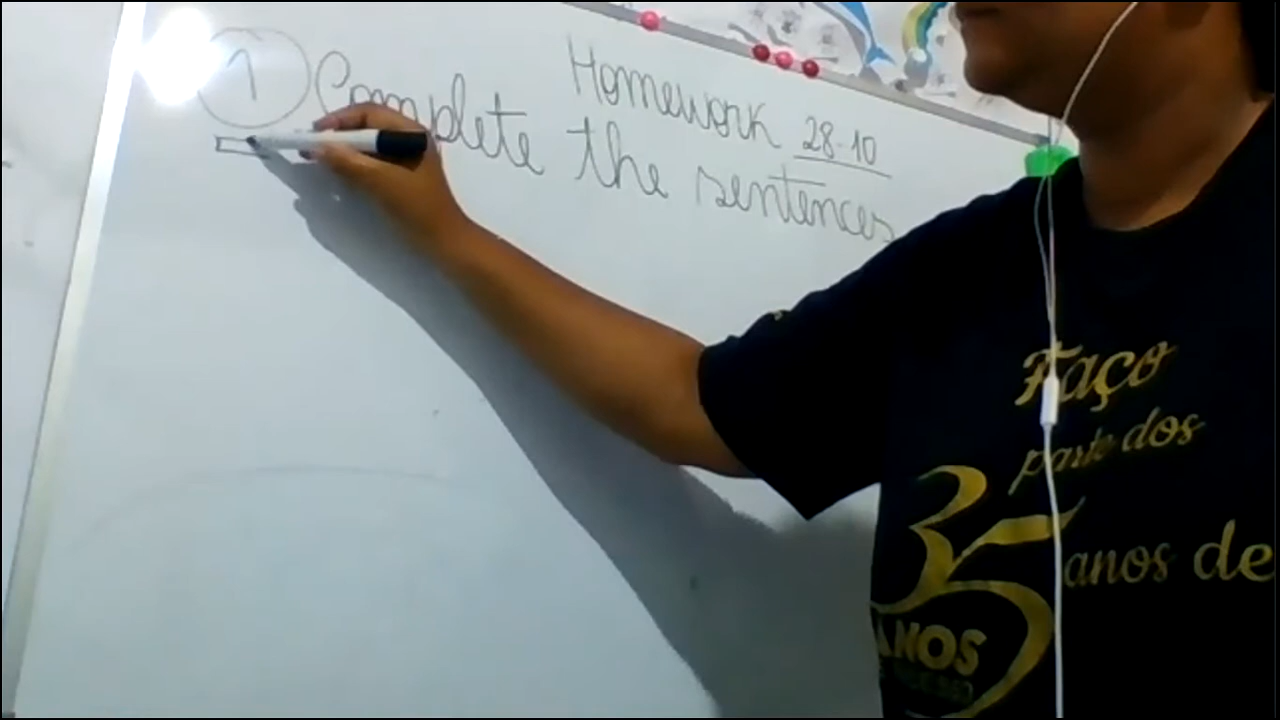 Homework 28-10
1 Complete the sentences
Faço
parte dos
35 anos de
ANOS